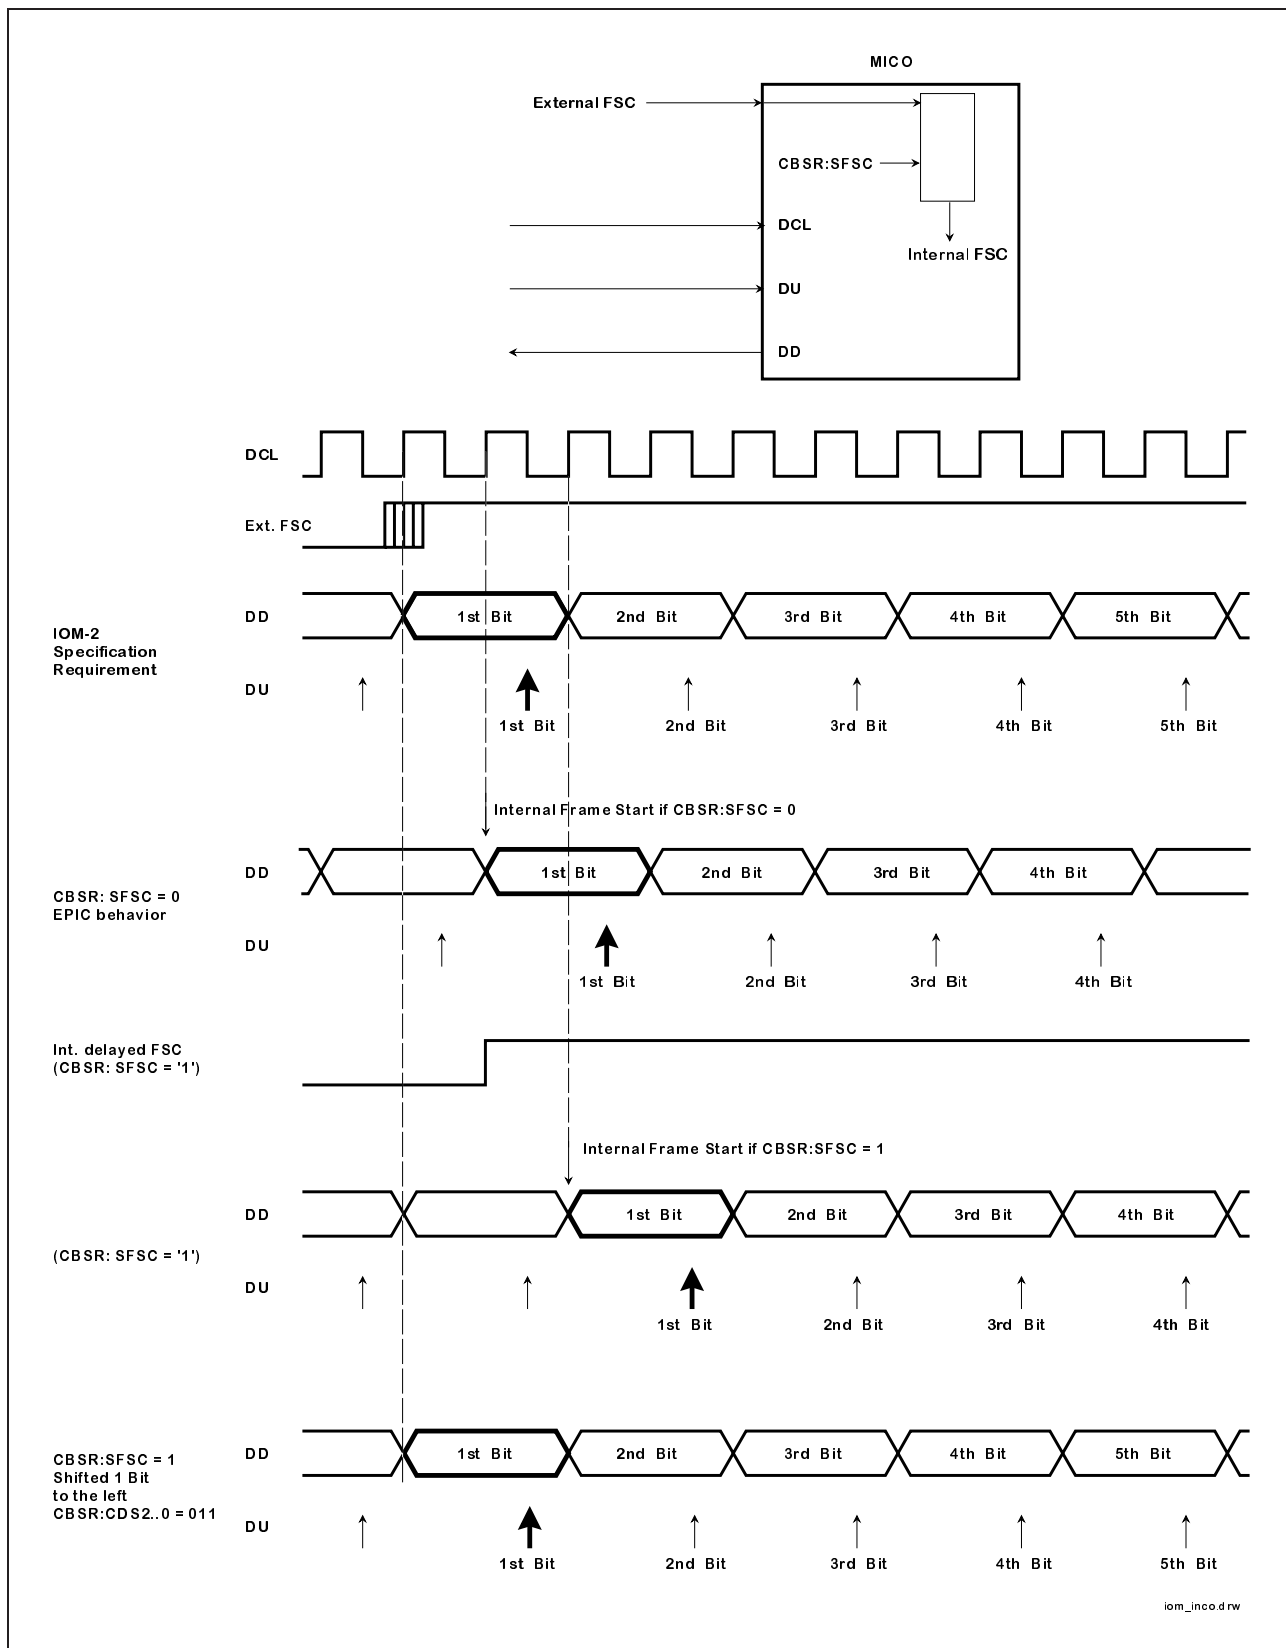 MICO
External FSC
CBSR:SFSC
DCL
Internal FSC
DU
DD
DCL
Ext. FSC
DD 1st Bit 2nd Bit 3rd Bit 4th Bit 5th Bit
IOM-2
Specification
Requirement
DU
1st Bit 2nd Bit 3rd Bit 4th Bit 5th Bit
Internal Frame Start if CBSR:SFSC = 0
DD 1st Bit 2nd Bit 3rd Bit 4th Bit
CBSR: SFSC = 0
EPIC behavior
DU
1st Bit 2nd Bit 3rd Bit 4th Bit
Int. delayed FSC
(CBSR: SFSC = '1')
Internal Frame Start if CBSR:SFSC = 1
DD 1st Bit 2nd Bit 3rd Bit 4th Bit
(CBSR: SFSC = '1')
DU
1st Bit 2nd Bit 3rd Bit 4th Bit
DD 1st Bit 2nd Bit 3rd Bit 4th Bit 5th Bit
CBSR:SFSC = 1
Shifted 1 Bit
to the left
CBSR:CDS2..0 = 011
DU
1st Bit 2nd Bit 3rd Bit 4th Bit 5th Bit
iom_inco.drw